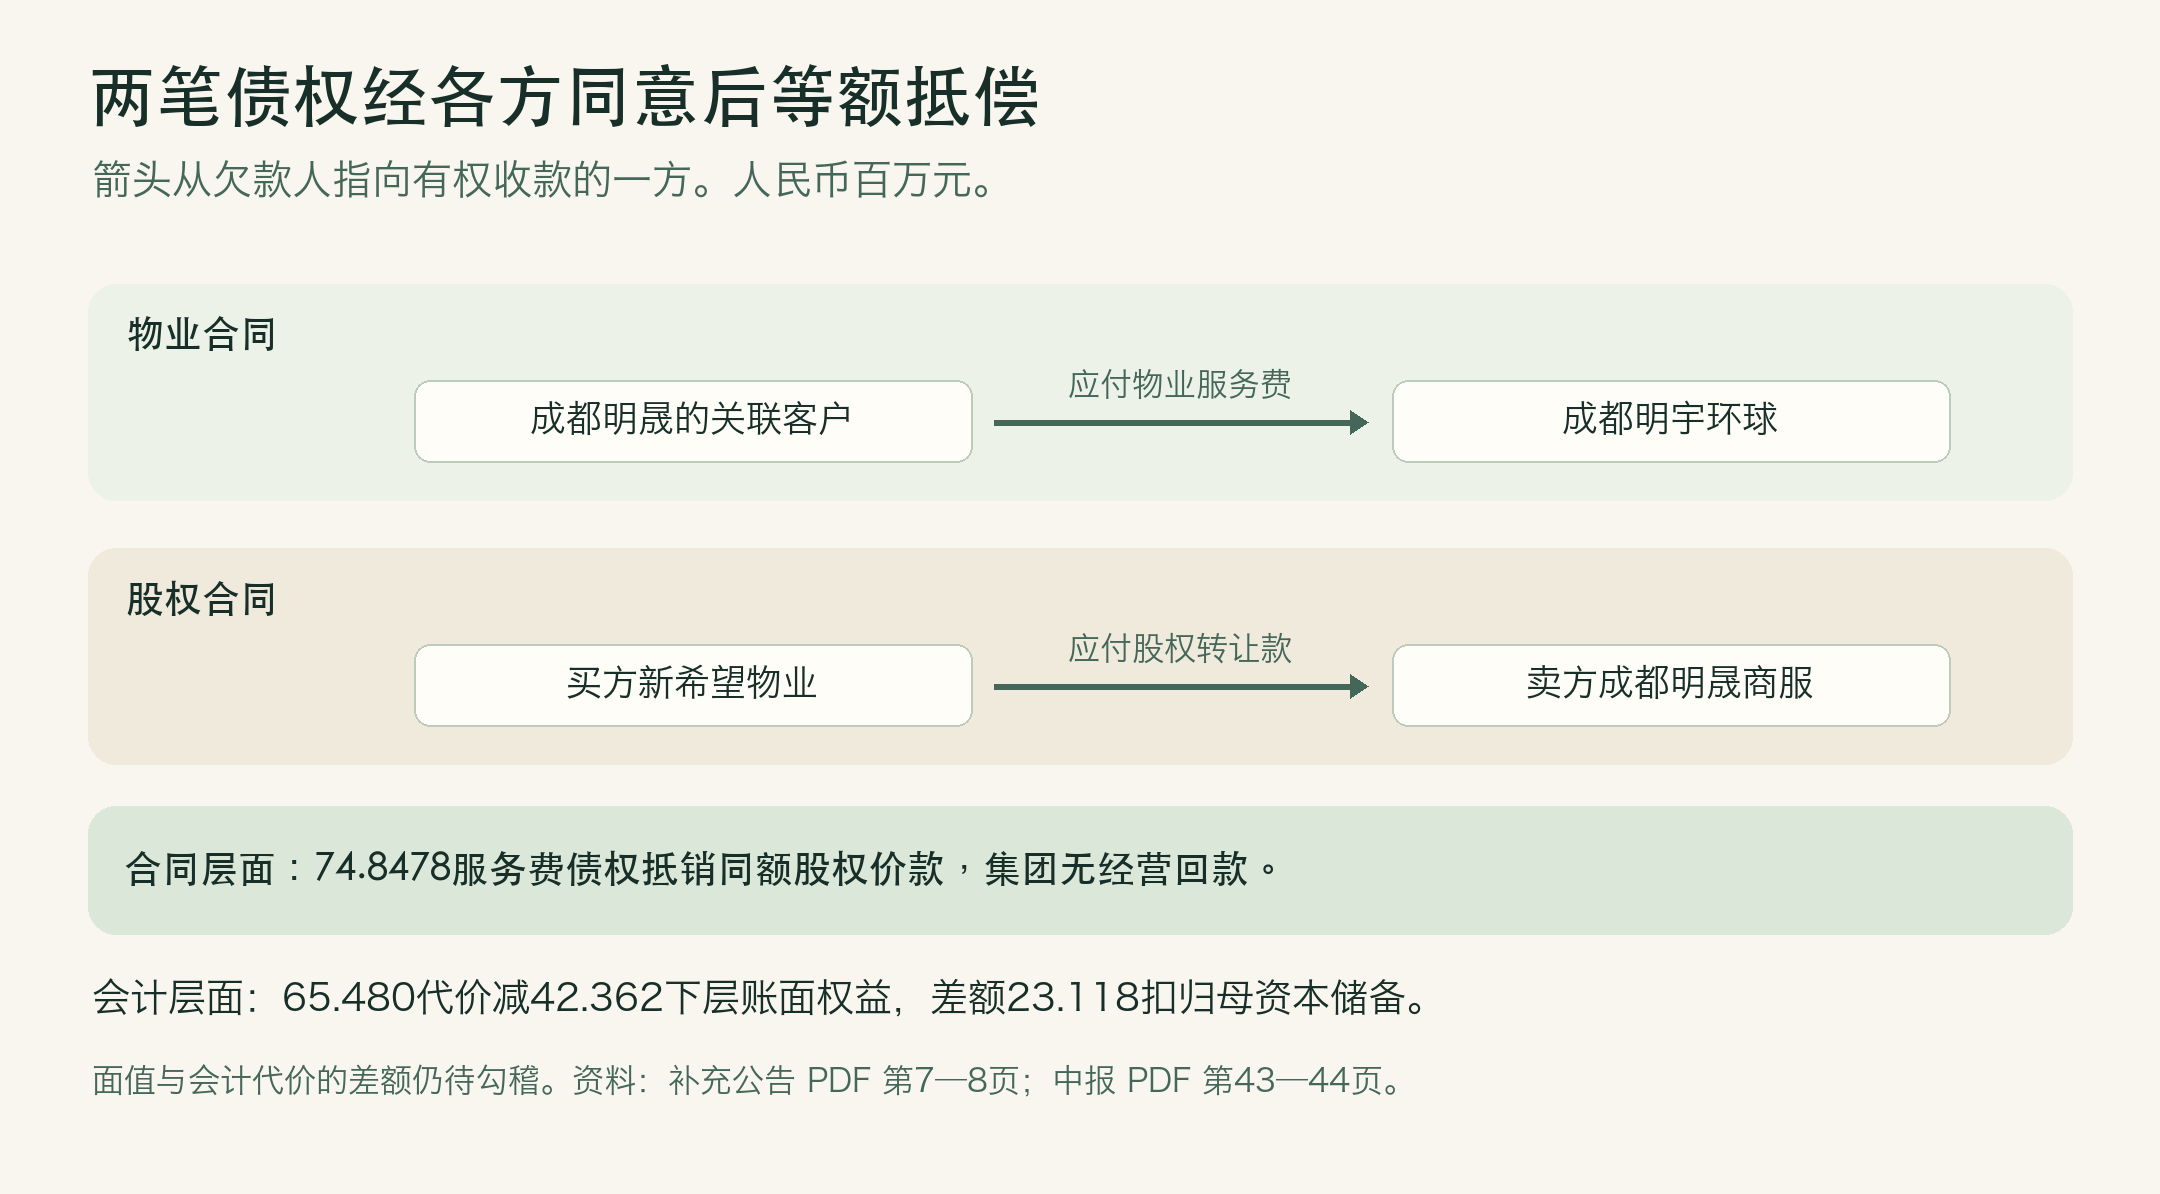 两笔债权经各方同意后等额抵偿
箭头从欠款人指向有权收款的一方。人民币百万元。
物业合同
成都明晟的关联客户
应付物业服务费
成都明宇环球
股权合同
买方新希望物业
应付股权转让款
卖方成都明晟商服
合同层面：74.8478服务费债权抵销同额股权价款，集团无经营回款。
会计层面：65.480代价减42.362下层账面权益，差额23.118扣归母资本储备。
面值与会计代价的差额仍待勾稽。资料：补充公告 PDF 第7—8页；中报 PDF 第43—44页。